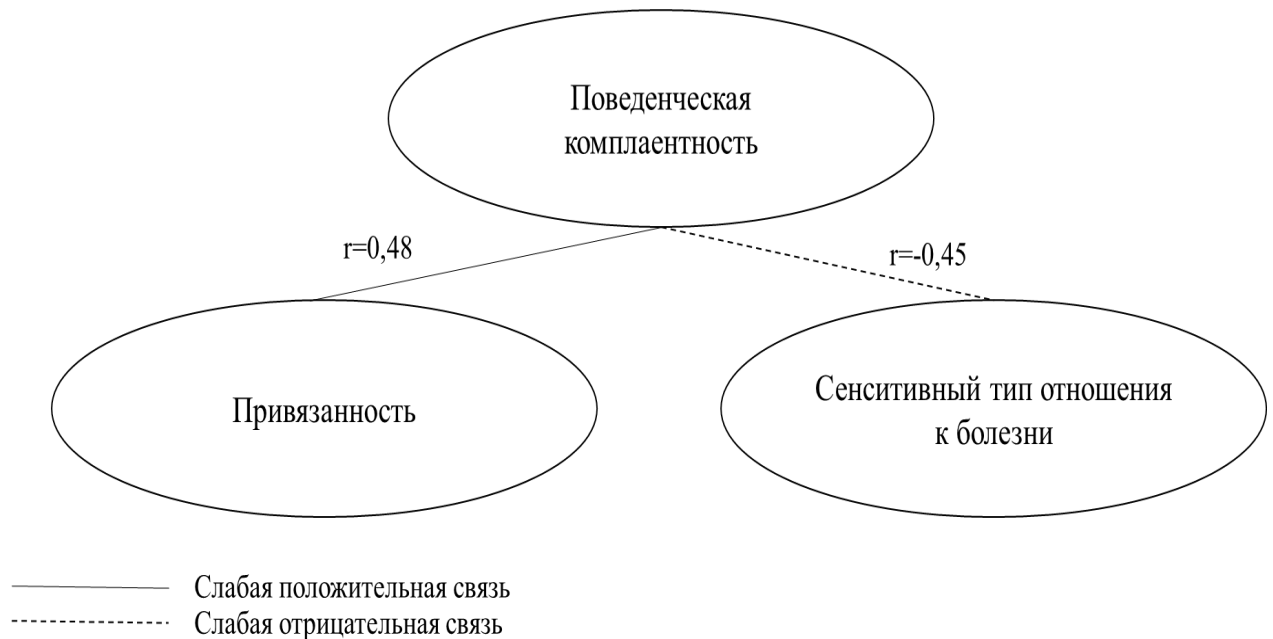 Поведенческая
комплаентность
r=0,48
r=-0,45
Привязанность
Сенситивный тип отношения
к болезни
Слабая положительная связь
Слабая отрицательная связь